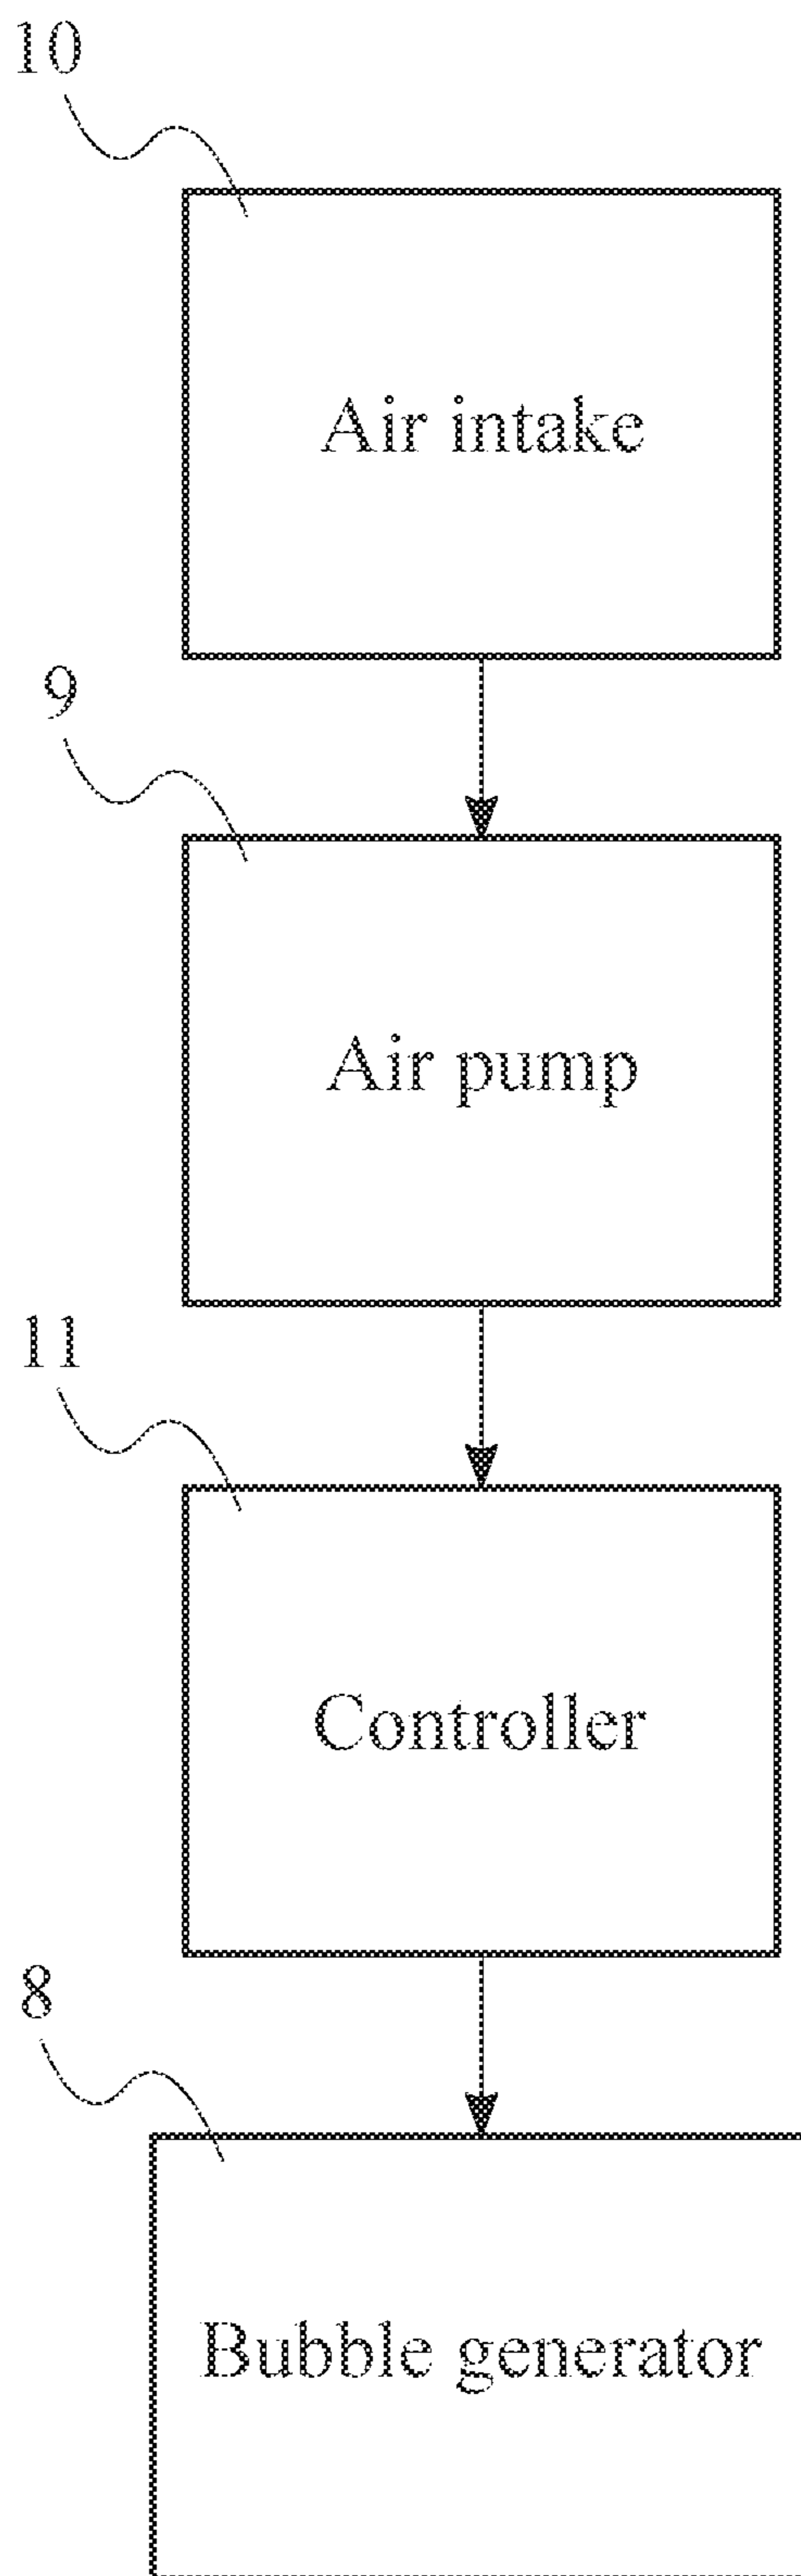 10
Air intake
9
Air pump
11
Controller
8
Bubble generator